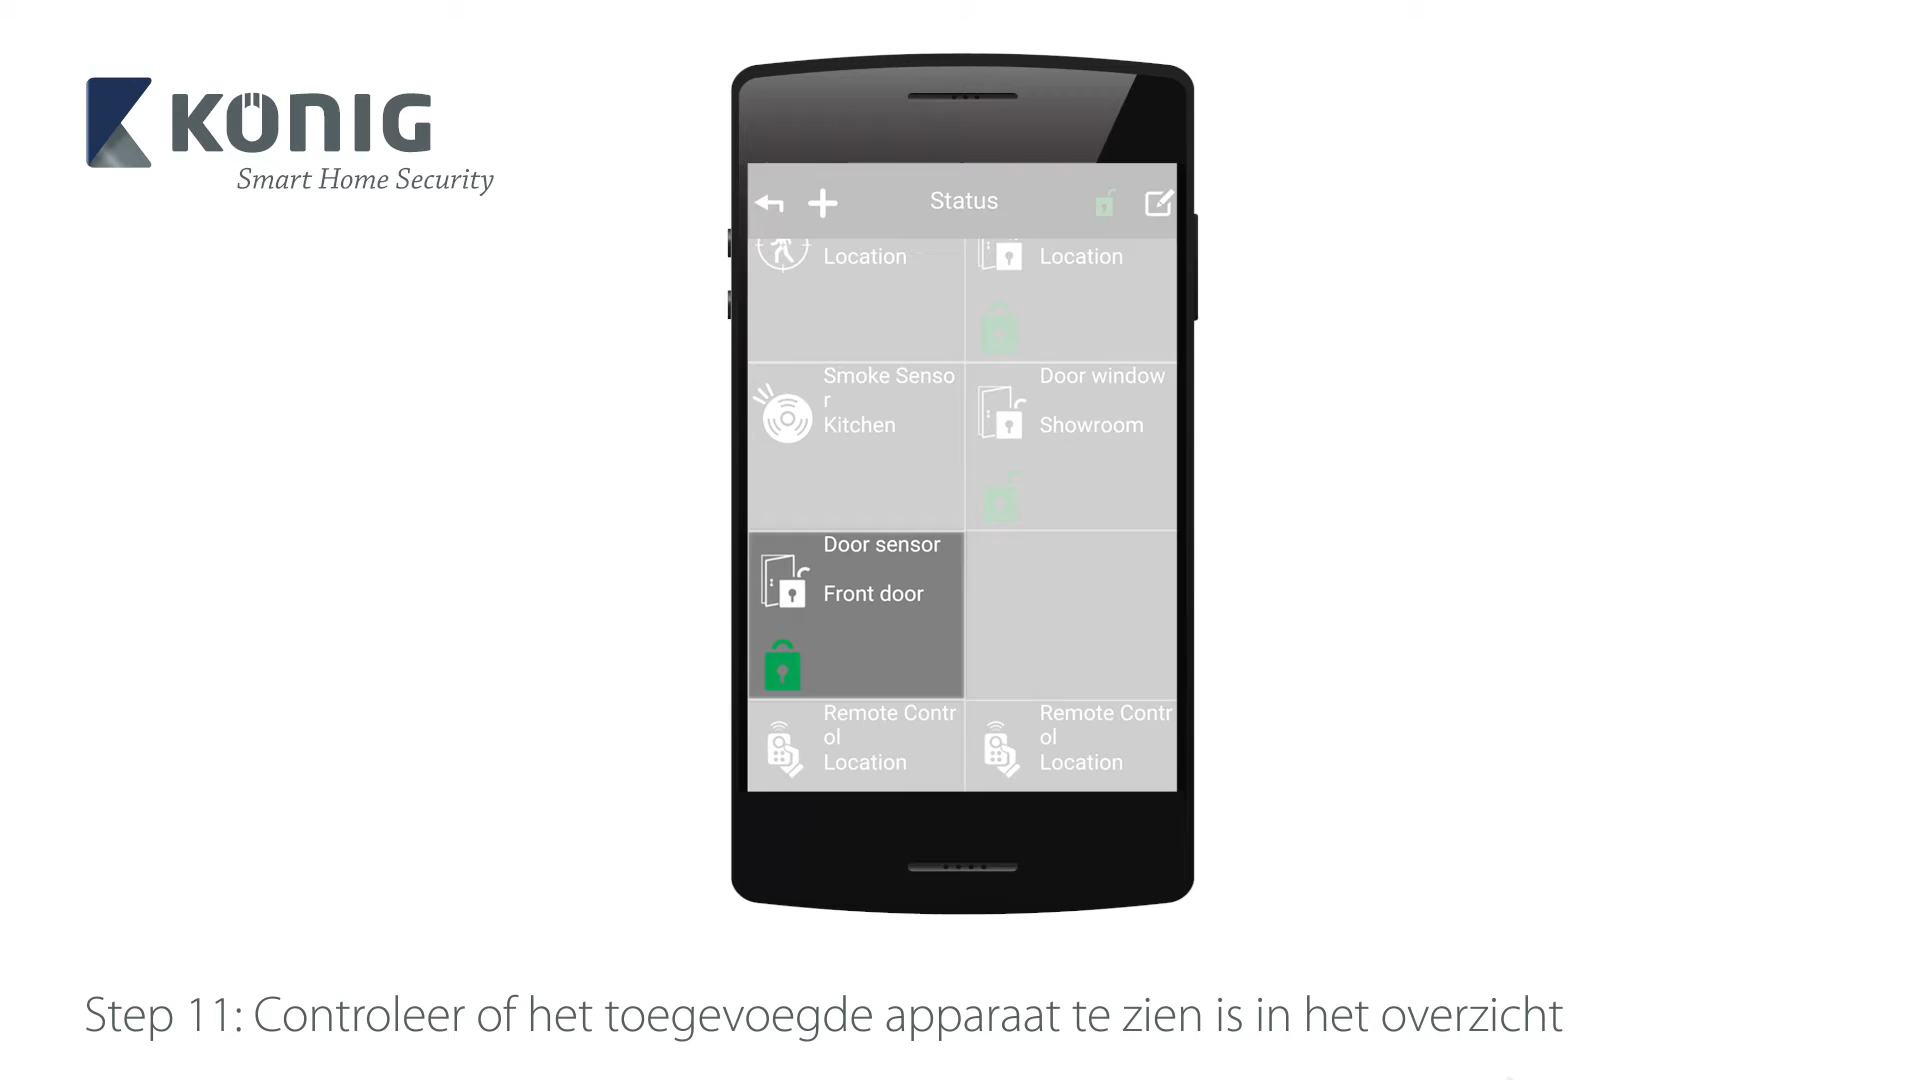 KÖNIG
Smart Home Security
Status
Location
Location
Smoke Senso
r
Kitchen
Door window
Showroom
Door sensor
Front door
Remote Contr
ol
Location
Remote Contr
ol
Location
Step 11: Controleer of het toegevoegde apparaat te zien is in het overzicht